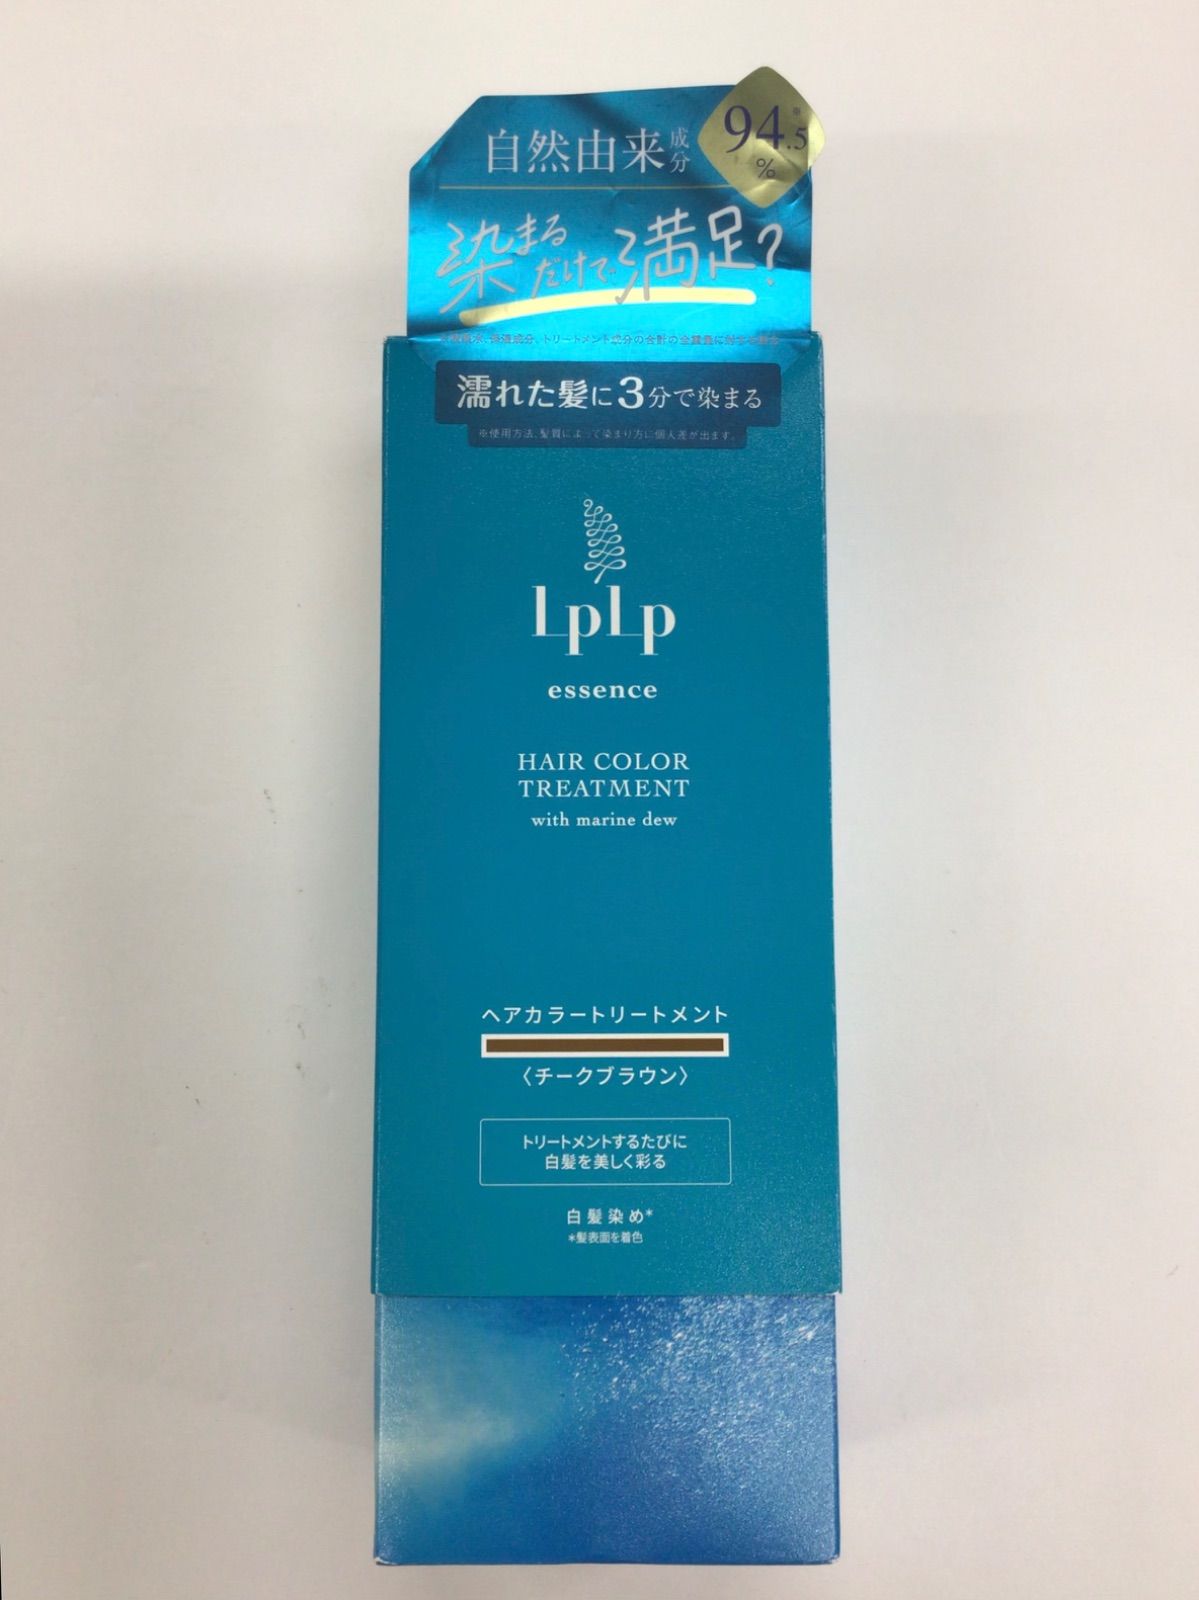 自然由来成分
94.5%※
染まるだけで、満足?
濡れた髪に3分で染まる
※使用方法、髪質によって染まり方に個人差が出ます。
LpLp
essence
HAIR COLOR
TREATMENT
with marine dew
ヘアカラートリートメント
〈チークブラウン〉
トリートメントするたびに
白髪を美しく彩る
白髪染め*
*髪表面を着色